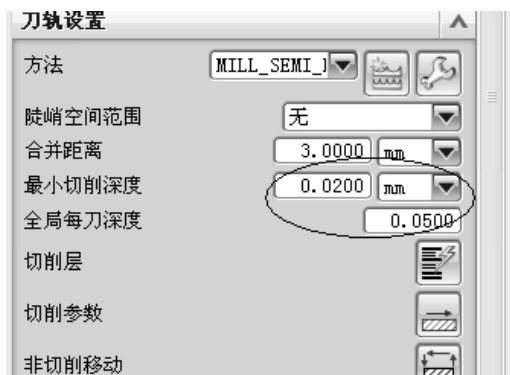 刀轨设置
方法 MILL_SEMI_
陡峭空间范围 无
合并距离 3.0000 mm
最小切削深度 0.0200 mm
全局每刀深度 0.0500
切削层
切削参数
非切削移动